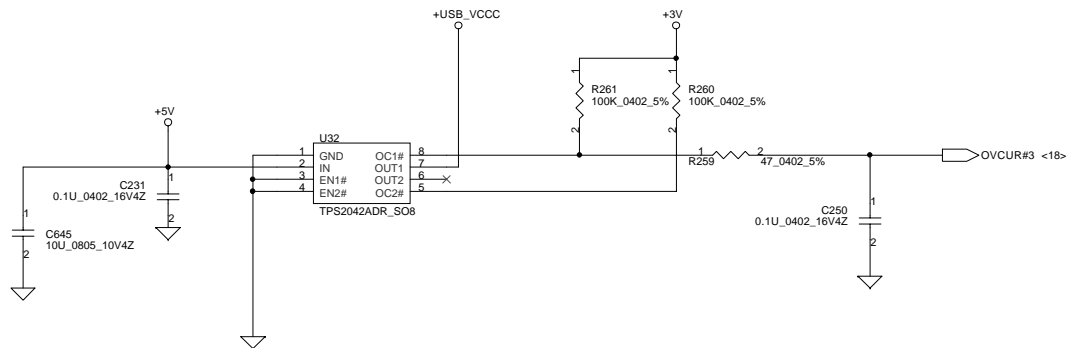 +USB_VCCC
+3V
1
1
R261
100K_0402_5%
R260
100K_0402_5%
2
2
+5V
U32
1 GND OC1# 8
2 IN OUT1 7
3 EN1# OUT2 6
4 EN2# OC2# 5
TPS2042ADR_SO8
1 2
R259 47_0402_5%
OVCUR#3 <18>
1
C231
0.1U_0402_16V4Z
2
1
C645
10U_0805_10V4Z
2
1
C250
0.1U_0402_16V4Z
2